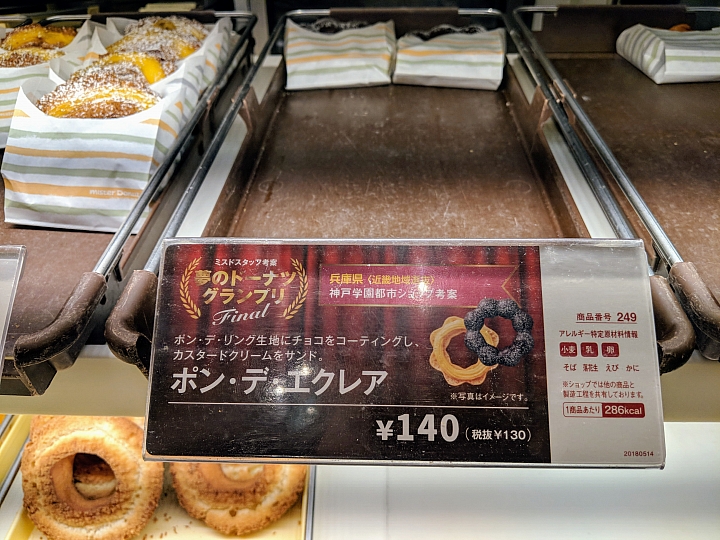 mister Donut
ミスドスタッフ考案
夢のドーナツ
グランプリ
Final
兵庫県〈近畿地域選抜〉
神戸学園都市ショップ考案
ポン・デ・リング生地にチョコをコーティングし、
カスタードクリームをサンド。
ポン・デ・エクレア
※写真はイメージです。
¥140(税抜¥130)
商品番号 249
アレルギー特定原材料情報
小麦 乳 卵
そば 落花生 えび かに
※ショップでは他の商品と
製造工程を共有しております。
1商品あたり 286kcal
20180514